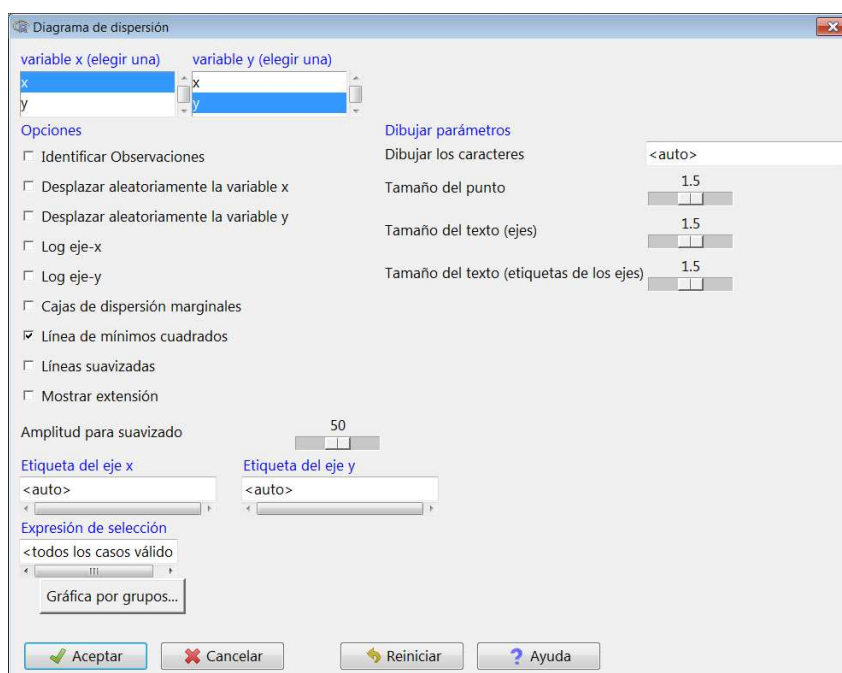 Diagrama de dispersión
variable x (elegir una) variable y (elegir una)
x x
y y
Opciones Dibujar parámetros
Identificar Observaciones Dibujar los caracteres <auto>
Desplazar aleatoriamente la variable x Tamaño del punto 1.5
Desplazar aleatoriamente la variable y Tamaño del texto (ejes) 1.5
Log eje-x
Log eje-y Tamaño del texto (etiquetas de los ejes) 1.5
Cajas de dispersión marginales
Línea de mínimos cuadrados
Líneas suavizadas
Mostrar extensión
Amplitud para suavizado 50
Etiqueta del eje x Etiqueta del eje y
<auto> <auto>
Expresión de selección
<todos los casos válido
Gráfica por grupos...
Aceptar Cancelar Reiniciar ? Ayuda